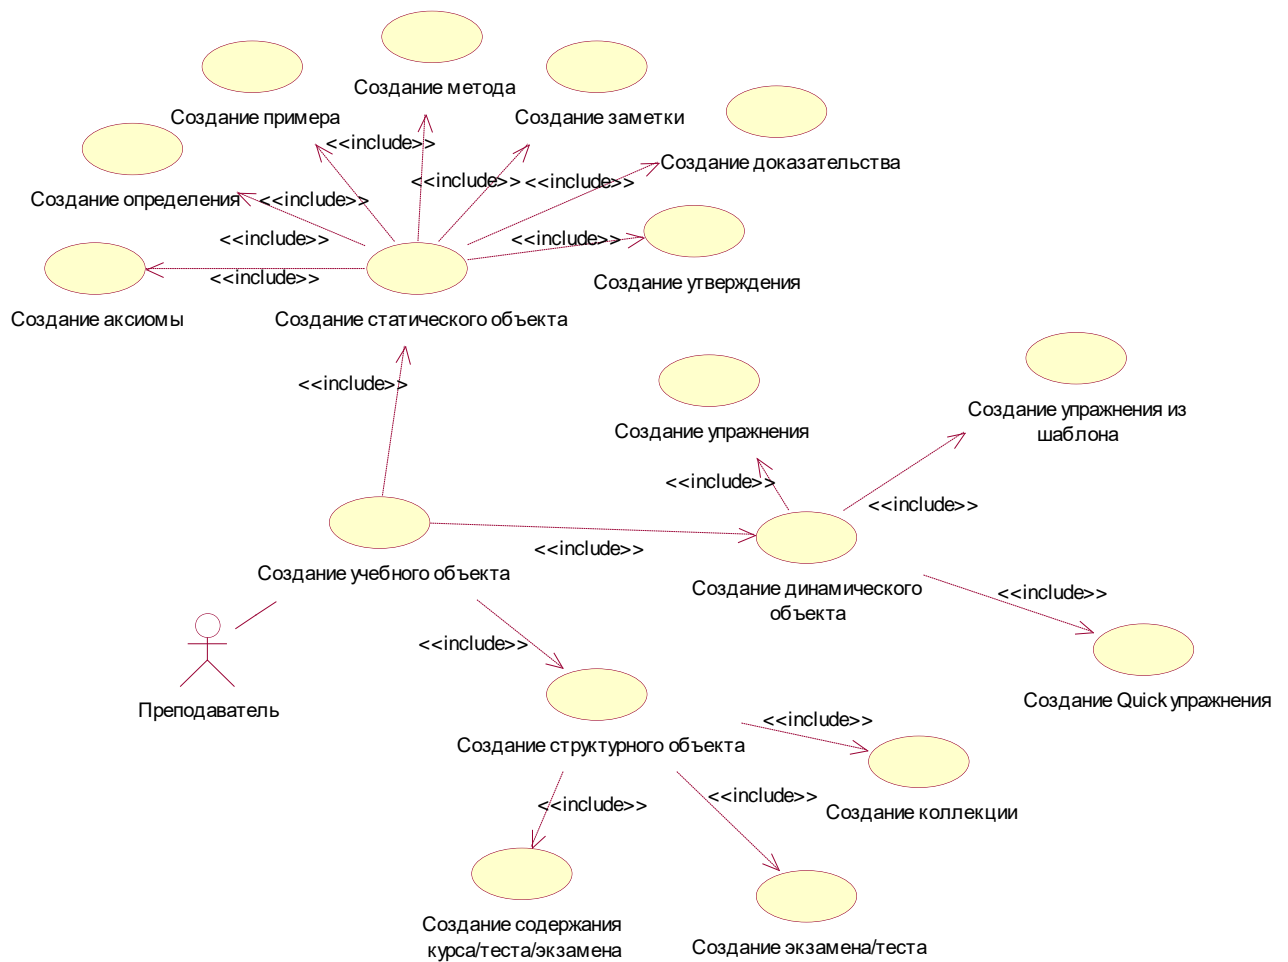 Создание метода
Создание примера
Создание заметки
<<include>>
Создание доказательства
<<include>>
<<include>>
Создание определения
<<include>>
<<include>>
<<include>>
<<include>>
Создание утверждения
Создание аксиомы
Создание статического объекта
<<include>>
Создание упражнения из
шаблона
Создание упражнения
<<include>>
<<include>>
<<include>>
Создание учебного объекта
Создание динамического
объекта
<<include>>
<<include>>
Создание Quick упражнения
Преподаватель
<<include>>
Создание структурного объекта
<<include>>
<<include>>
Создание коллекции
Создание содержания
курса/теста/экзамена
Создание экзамена/теста